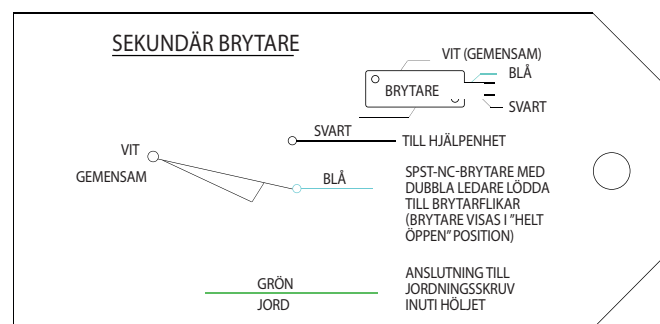 SEKUNDÄR BRYTARE
VIT (GEMENSAM)
BLÅ
BRYTARE
SVART
SVART
TILL HJÄLPENHET
VIT
GEMENSAM
BLÅ
SPST-NC-BRYTARE MED
DUBBLA LEDARE LÖDDA
TILL BRYTARFLIKAR
(BRYTARE VISAS I "HELT
ÖPPEN" POSITION)
GRÖN
JORD
ANSLUTNING TILL
JORDNINGSSKRUV
INUTI HÖLJET